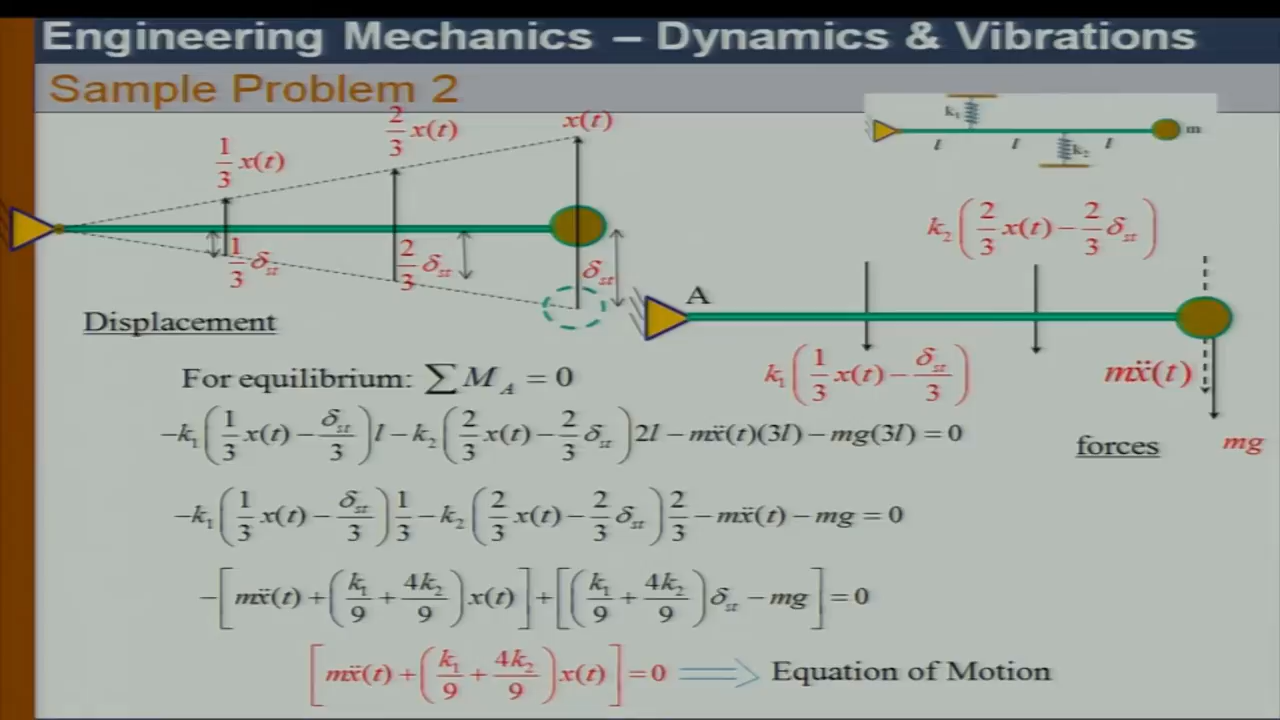 Engineering Mechanics – Dynamics & Vibrations
Sample Problem 2
1/3 x(t)
2/3 x(t)
x(t)
k₁
l l l
k₂
m
1/3 δst
2/3 δst
δst
Displacement
k₂(2/3 x(t) − 2/3 δst)
A
k₁(1/3 x(t) − δst/3)
mẍ(t)
mg
forces
For equilibrium: ∑M_A = 0
−k₁(1/3 x(t) − δst/3)l − k₂(2/3 x(t) − 2/3 δst)2l − mẍ(t)(3l) − mg(3l) = 0
−k₁(1/3 x(t) − δst/3)1/3 − k₂(2/3 x(t) − 2/3 δst)2/3 − mẍ(t) − mg = 0
−[mẍ(t) + (k₁/9 + 4k₂/9)x(t)] + [(k₁/9 + 4k₂/9)δst − mg] = 0
[mẍ(t) + (k₁/9 + 4k₂/9)x(t)] = 0 ⟹ Equation of Motion